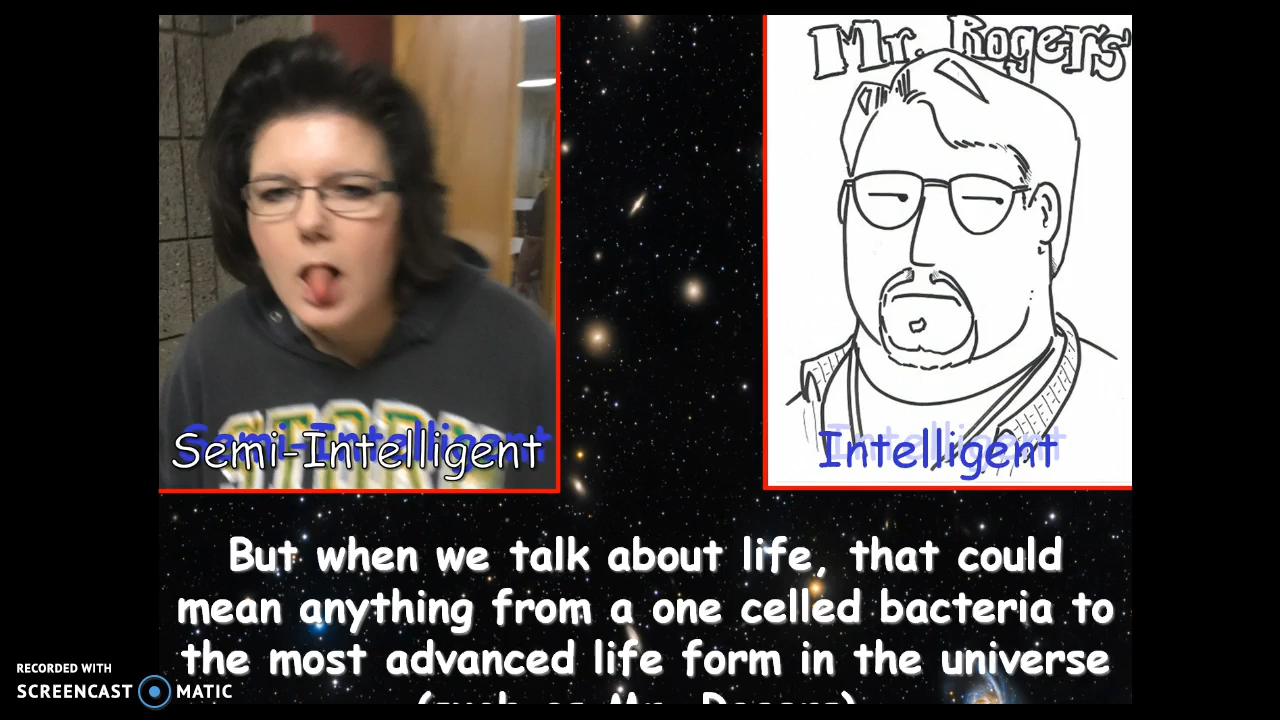 Mr. Rogers
Semi-Intelligent
Intelligent
But when we talk about life, that could
mean anything from a one celled bacteria to
the most advanced life form in the universe
RECORDED WITH
SCREENCAST MATIC